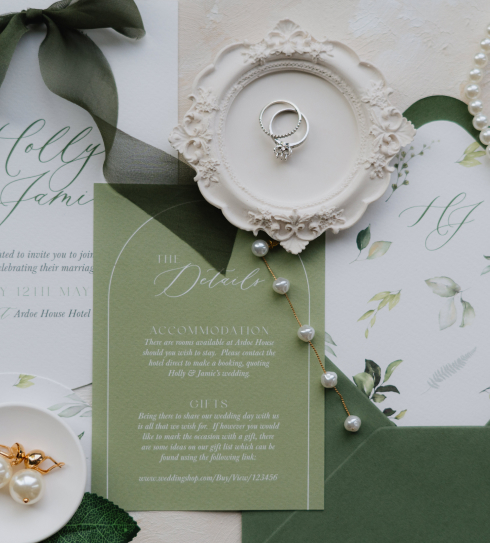 Holly
Jami
ted to invite you to join
elebrating their marriag
Y 12TH MAY
T Ardoe House Hotel
THE
Details
ACCOMMODATION
There are rooms available at Ardoe House
should you wish to stay. Please contact the
hotel direct to make a booking, quoting
Holly & Jamie's wedding.
GIFTS
Being there to share our wedding day with us
is all that we wish for. If however you would
like to mark the occasion with a gift, there
are some ideas on our gift list which can be
found using the following link.
www.weddingshop.com/Buy/View/123456
HJ